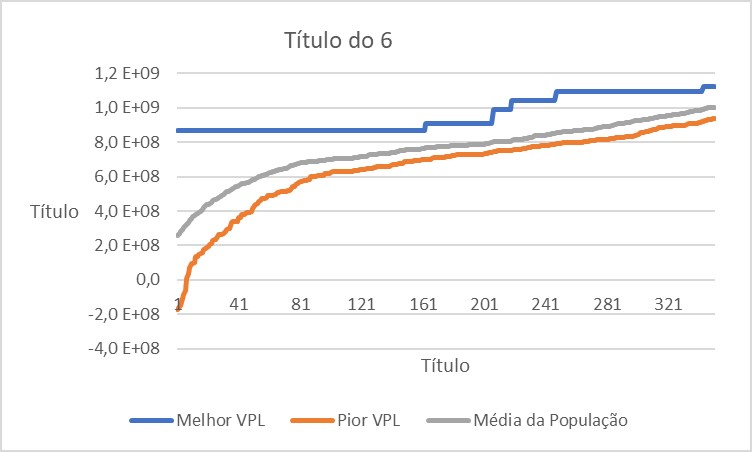 Título do 6
1,2 E+09
1,0 E+09
8,0 E+08
6,0 E+08
4,0 E+08
Título
2,0 E+08
0,0
1 41 81 121 161 201 241 281 321
-2,0 E+08
-4,0 E+08
Título
Melhor VPL Pior VPL Média da População